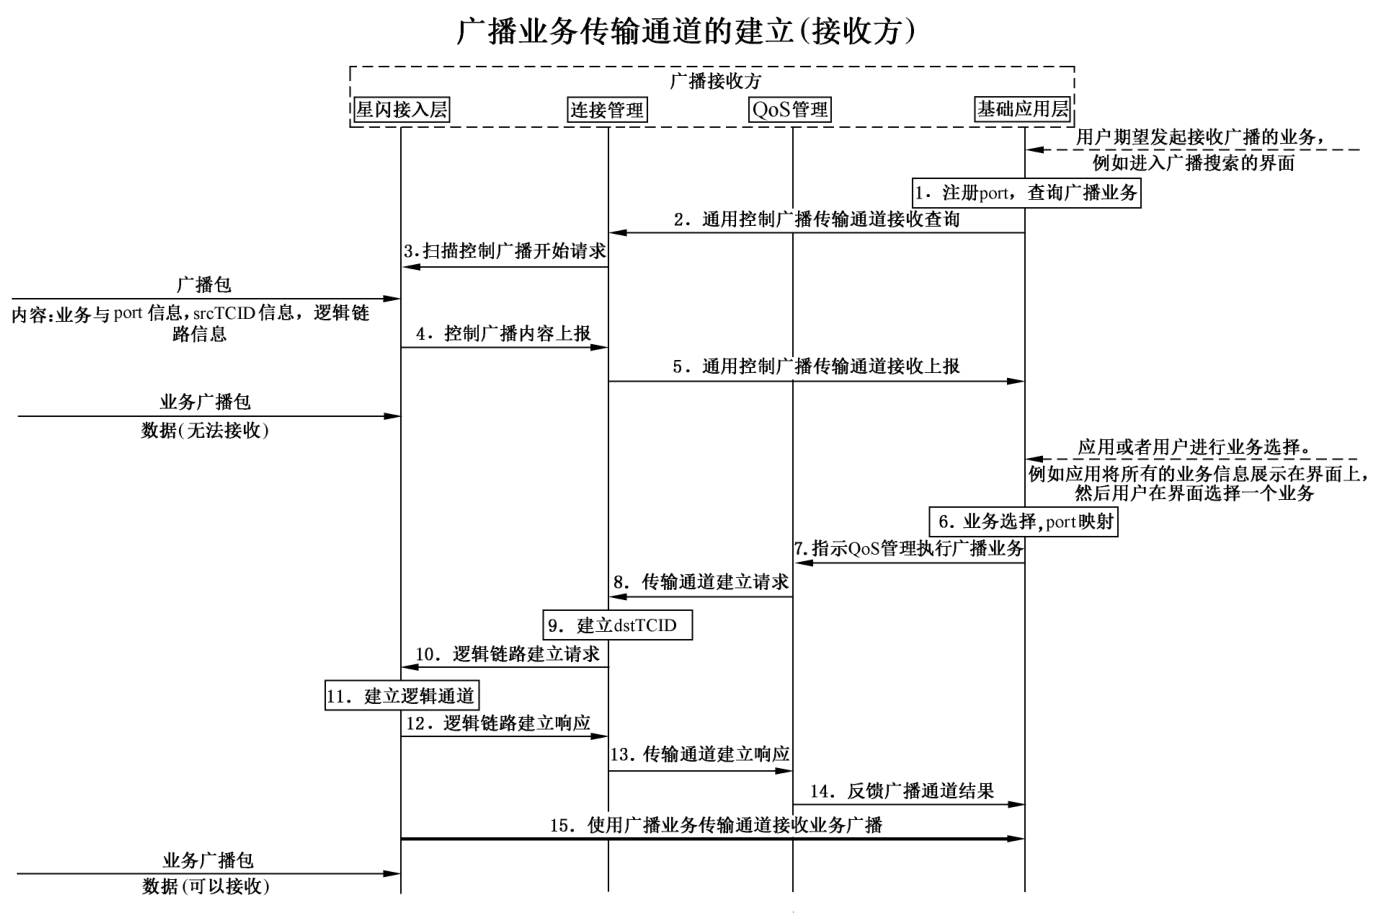 广播业务传输通道的建立(接收方)
广播接收方
星闪接入层
连接管理
QoS管理
基础应用层
用户期望发起接收广播的业务，
例如进入广播搜索的界面
1. 注册port，查询广播业务
2. 通用控制广播传输通道接收查询
3.扫描控制广播开始请求
广播包
内容：业务与port信息，srcTCID信息，逻辑链
路信息
4. 控制广播内容上报
5. 通用控制广播传输通道接收上报
业务广播包
数据(无法接收)
应用或者用户进行业务选择。
例如应用将所有的业务信息展示在界面上，
然后用户在界面选择一个业务
6. 业务选择,port映射
7.指示QoS管理执行广播业务
8. 传输通道建立请求
9. 建立dstTCID
10. 逻辑链路建立请求
11. 建立逻辑通道
12. 逻辑链路建立响应
13. 传输通道建立响应
14. 反馈广播通道结果
15. 使用广播业务传输通道接收业务广播
业务广播包
数据(可以接收)